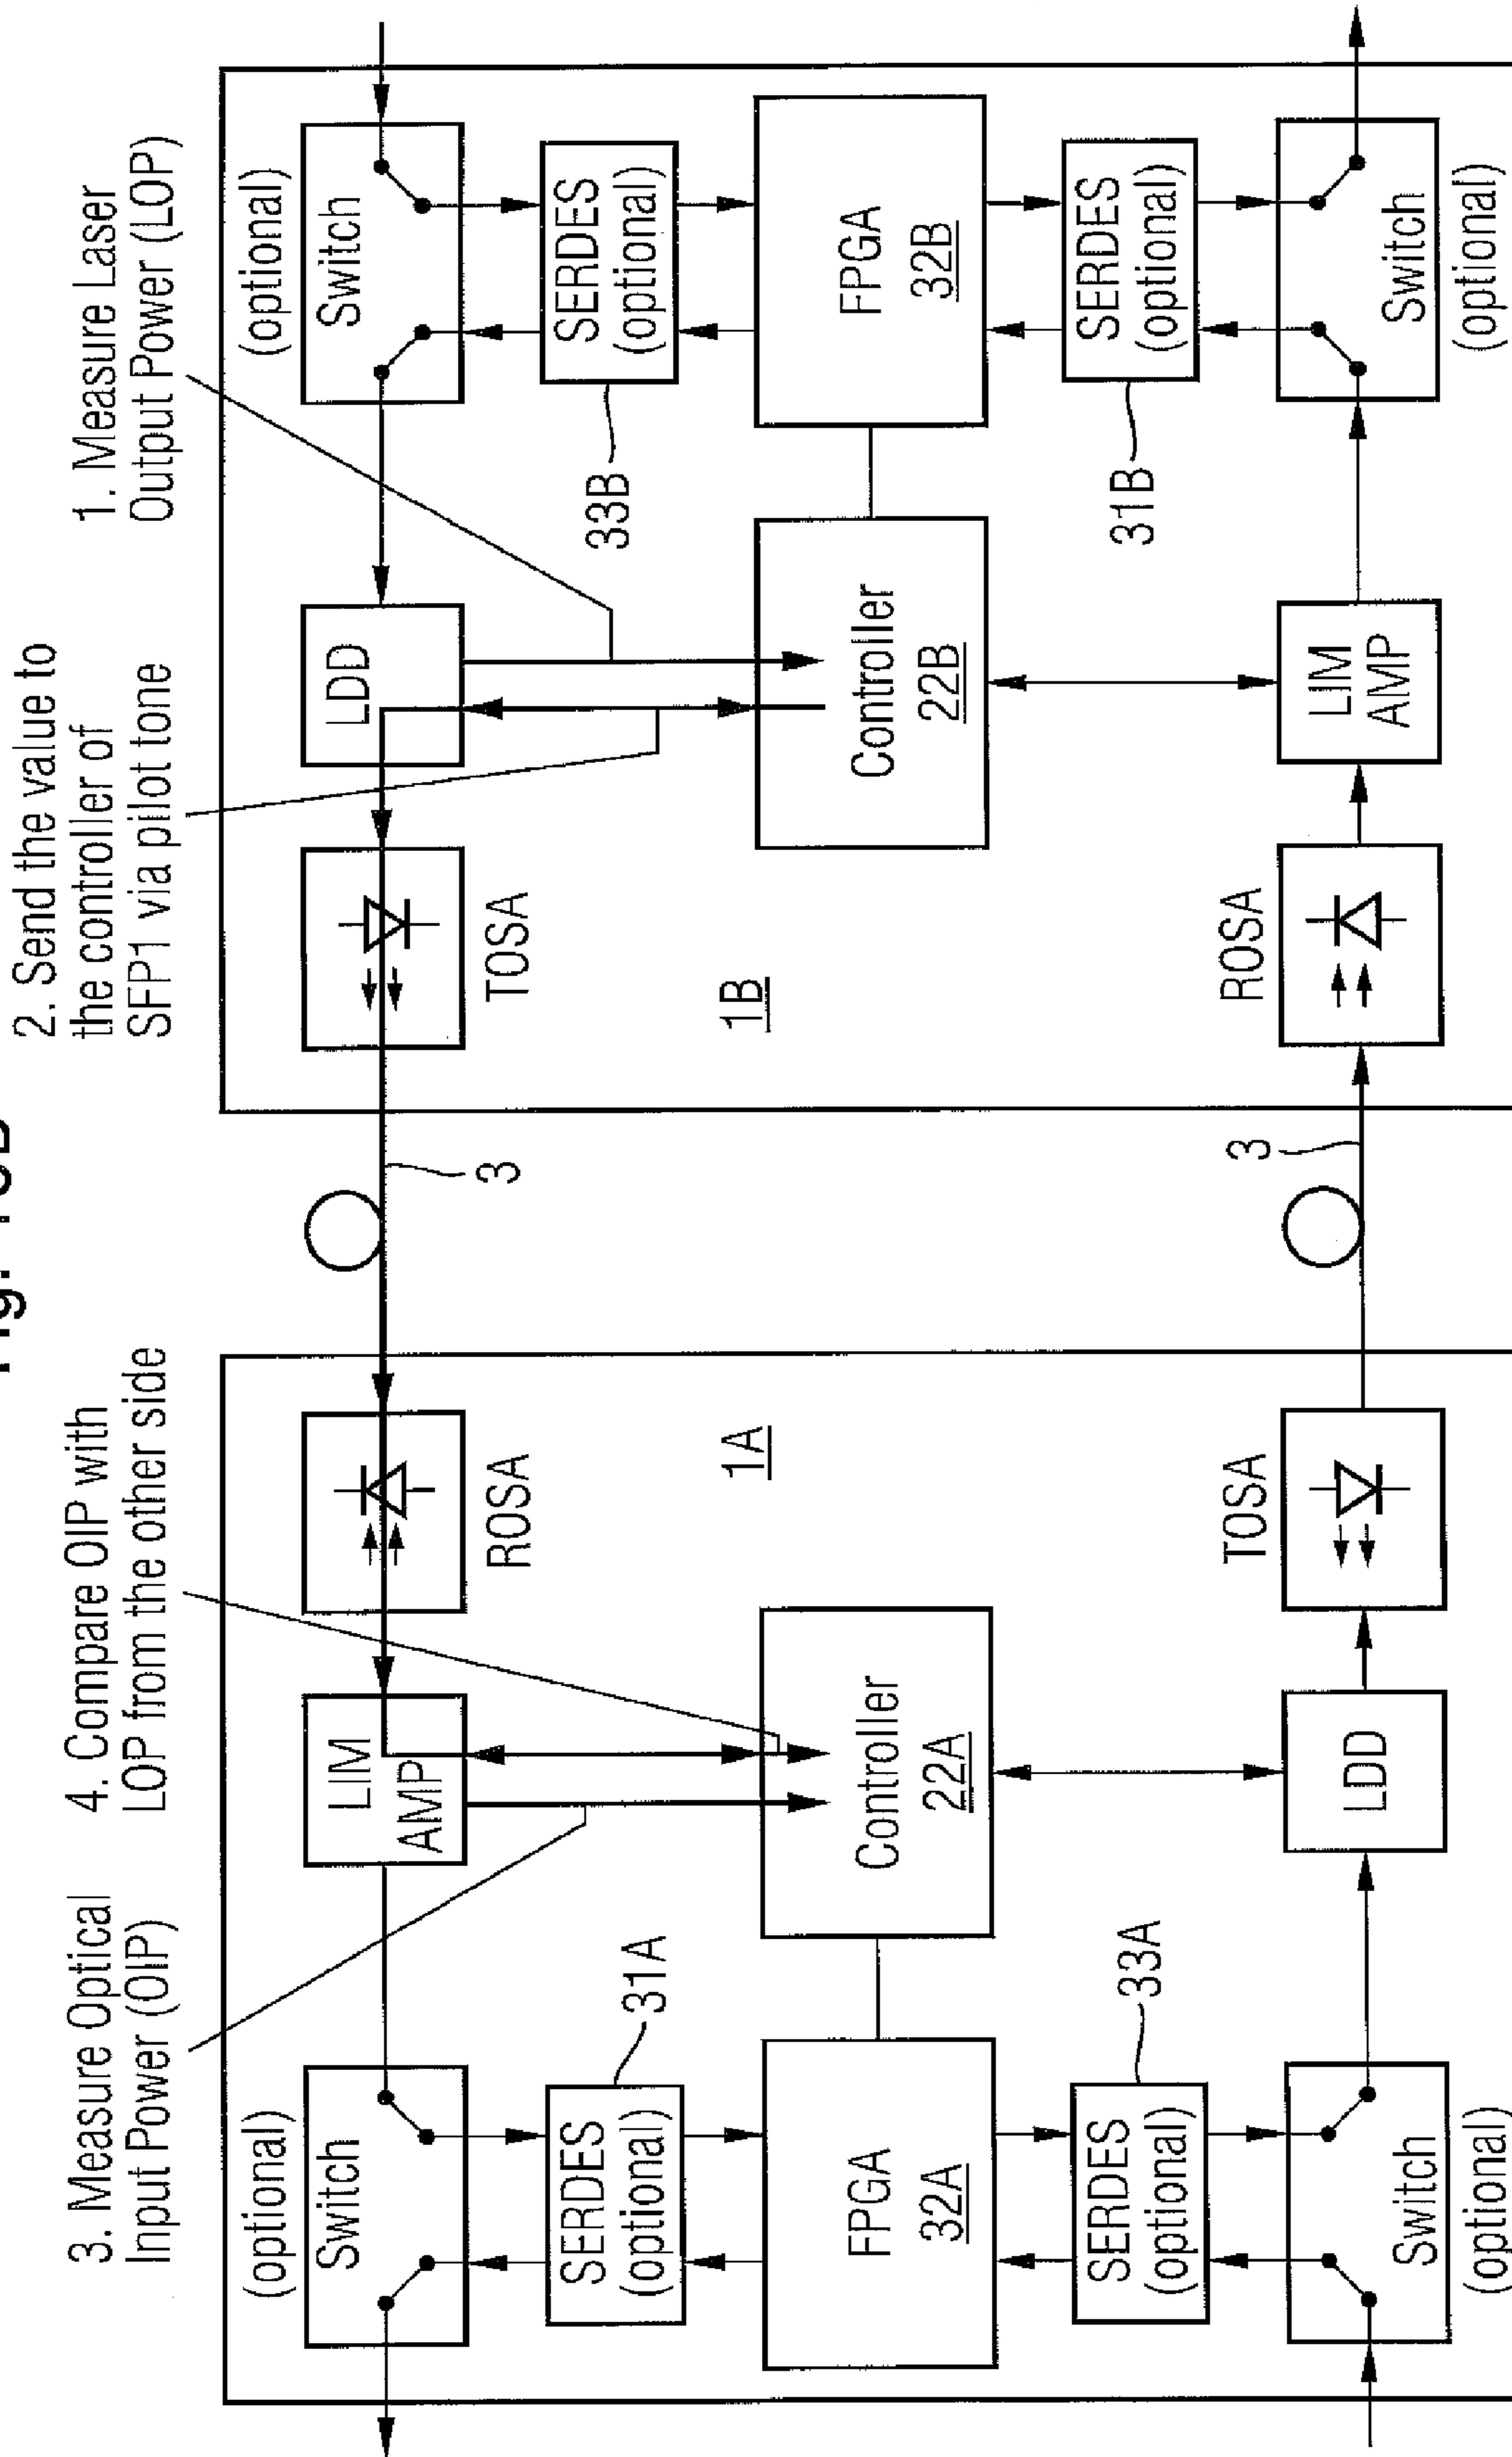 Fig.
3. Measure Optical
Input Power (OIP)
4. Compare OIP with
LOP from the other side
2. Send the value to
the controller of
SFP1 via pilot tone
1. Measure Laser
Output Power (LOP)
(optional)
Switch
LIM
AMP
ROSA
3
TOSA
LDD
(optional)
Switch
SERDES
(optional)
31A
33B
SERDES
(optional)
1A
1B
FPGA
32A
Controller
22A
Controller
22B
FPGA
32B
SERDES
(optional)
33A
31B
SERDES
(optional)
TOSA
3
ROSA
Switch
(optional)
LDD
LIM
AMP
Switch
(optional)